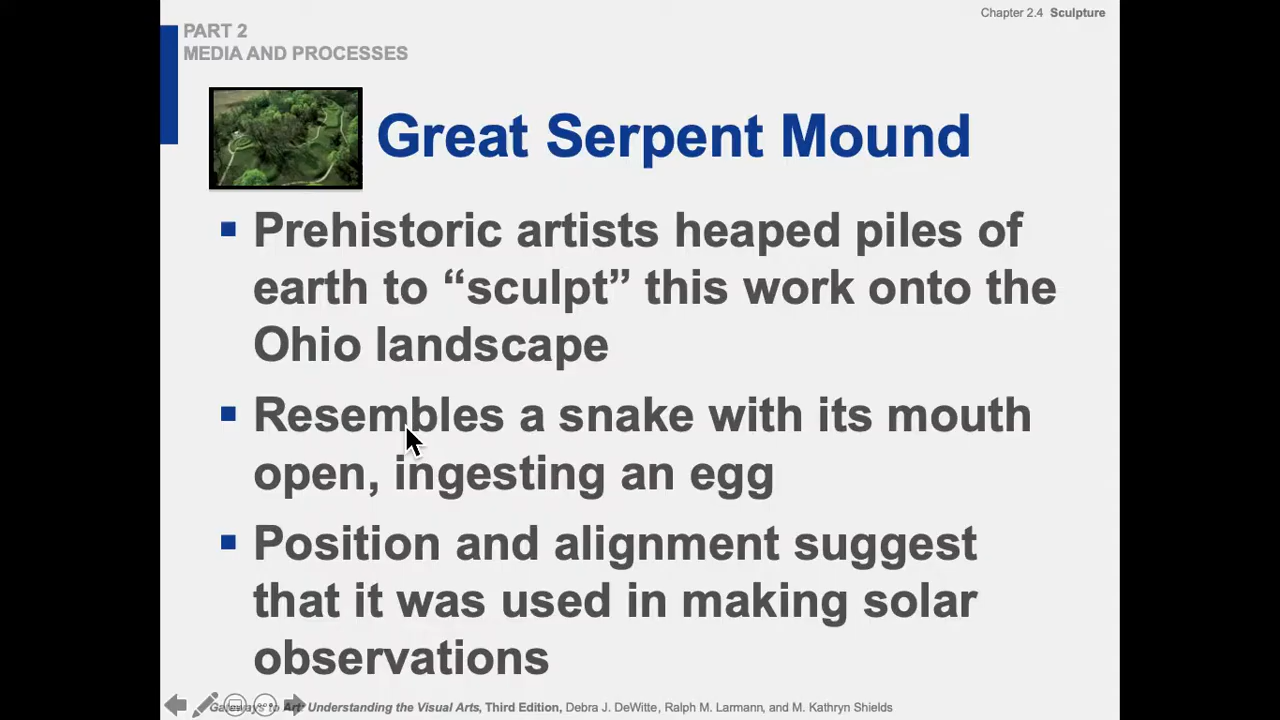 Chapter 2.4 Sculpture
PART 2
MEDIA AND PROCESSES
Great Serpent Mound
Prehistoric artists heaped piles of
earth to “sculpt” this work onto the
Ohio landscape
Resembles a snake with its mouth
open, ingesting an egg
Position and alignment suggest
that it was used in making solar
observations
Gateways to Art: Understanding the Visual Arts, Third Edition, Debra J. DeWitte, Ralph M. Larmann, and M. Kathryn Shields